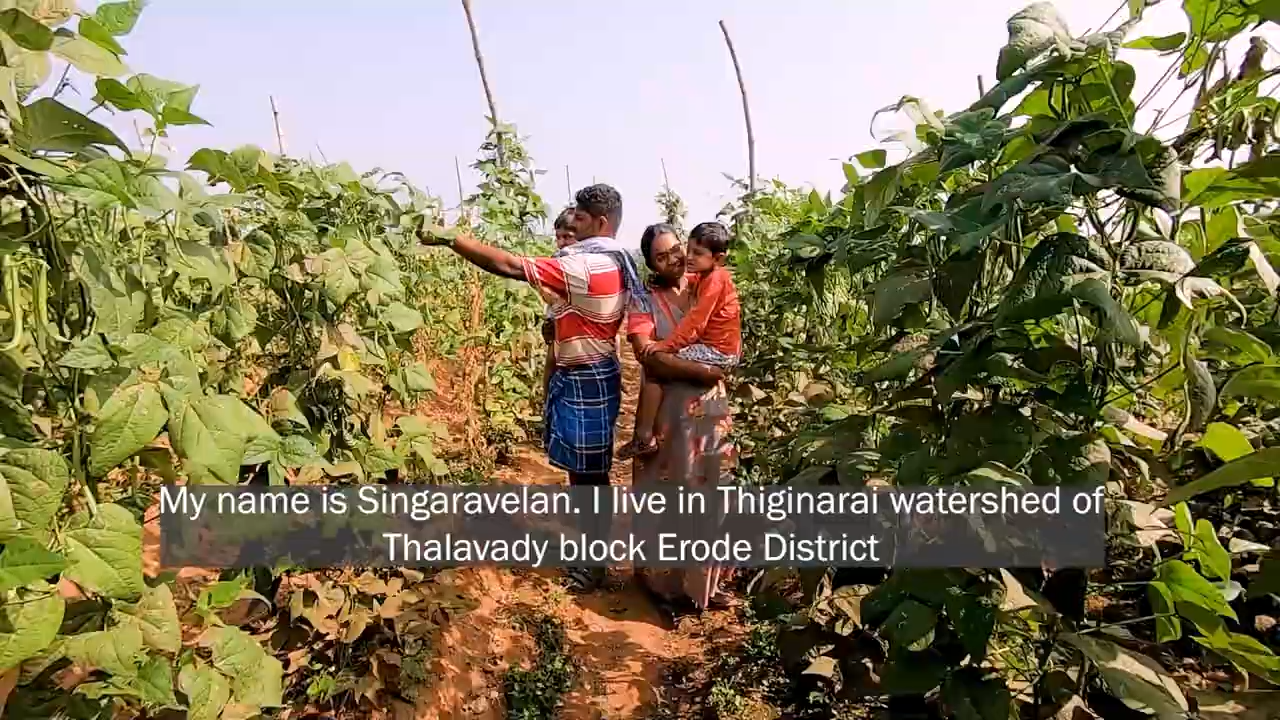 My name is Singaravelan. I live in Thiginarai watershed of
Thalavady block Erode District